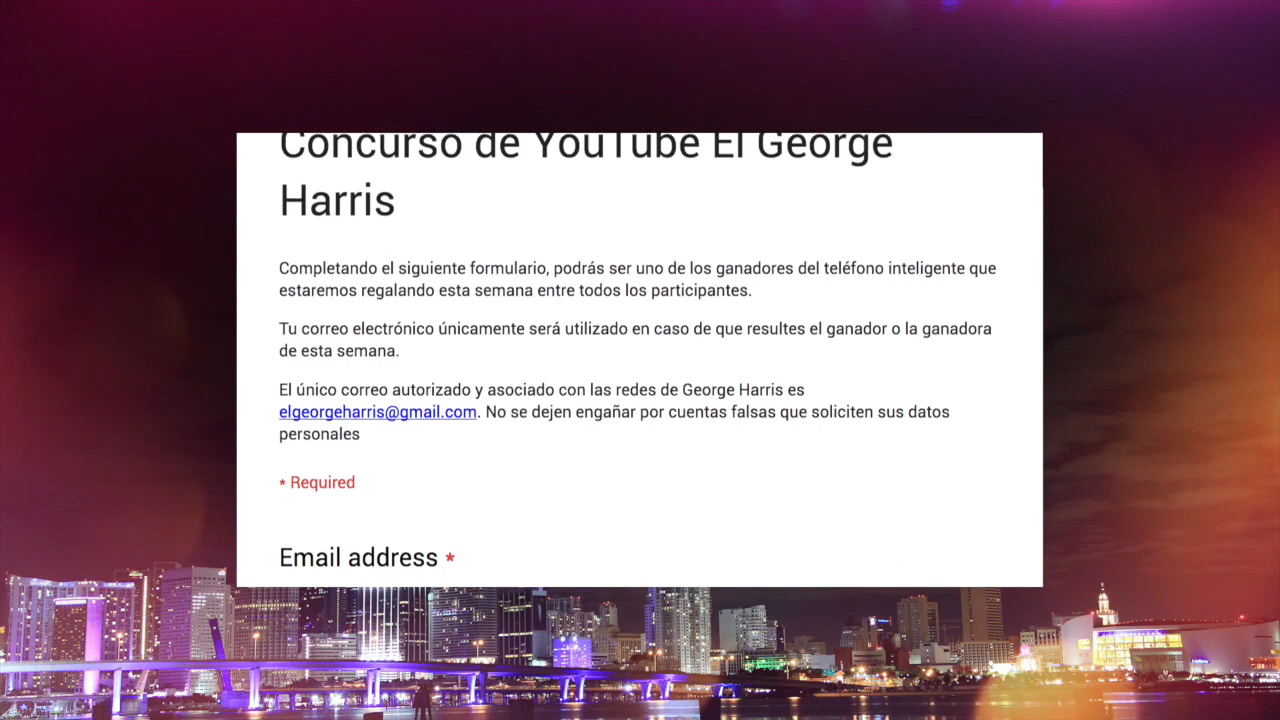 Concurso de YouTube El George
Harris
Completando el siguiente formulario, podrás ser uno de los ganadores del teléfono inteligente que
estaremos regalando esta semana entre todos los participantes.
Tu correo electrónico únicamente será utilizado en caso de que resultes el ganador o la ganadora
de esta semana.
El único correo autorizado y asociado con las redes de George Harris es
elgeorgeharris@gmail.com. No se dejen engañar por cuentas falsas que soliciten sus datos
personales
* Required
Email address *